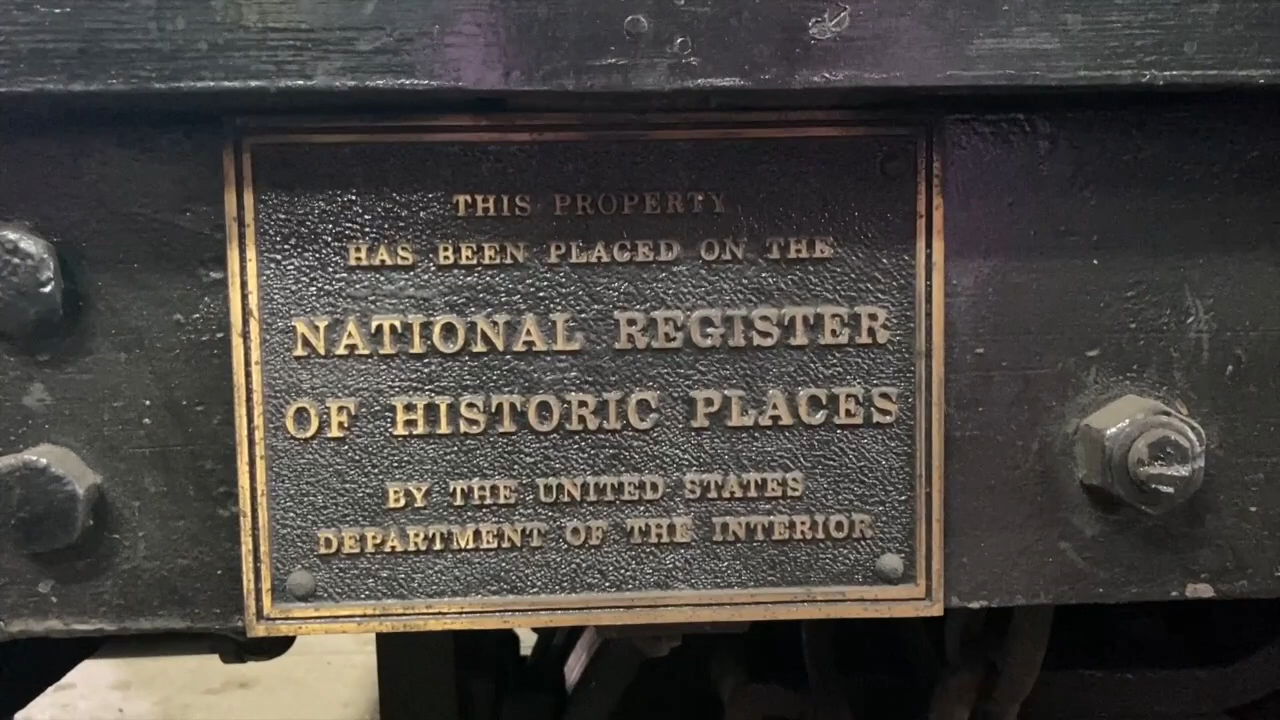 THIS PROPERTY
HAS BEEN PLACED ON THE
NATIONAL REGISTER
OF HISTORIC PLACES
BY THE UNITED STATES
DEPARTMENT OF THE INTERIOR